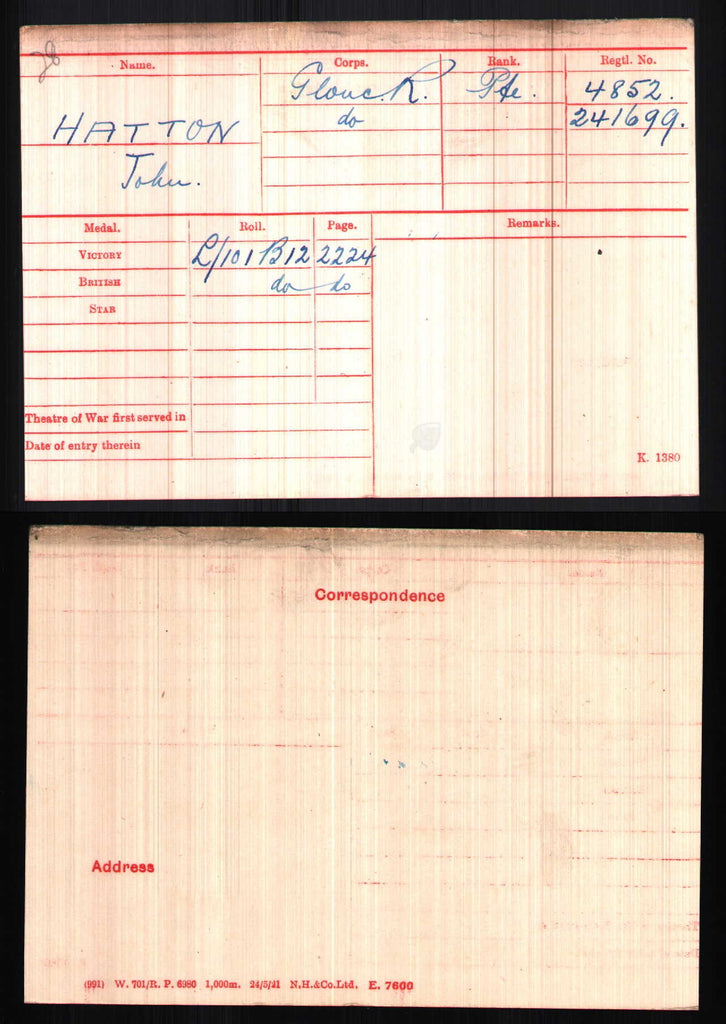 Name.
Corps.
Rank.
Regtl. No.
HATTON
John.
Glouc. R.
Pte.
4852.
do
241699.
Medal.
Roll.
Page.
Remarks.
VICTORY
L/101 B12
2224
BRITISH
do
do
STAR
Theatre of War first served in
Date of entry therein
K. 1380
Correspondence
Address
(991) W. 701/R. P. 6980 1,000m. 24/5/21 N.H.&Co.Ltd. E. 7600